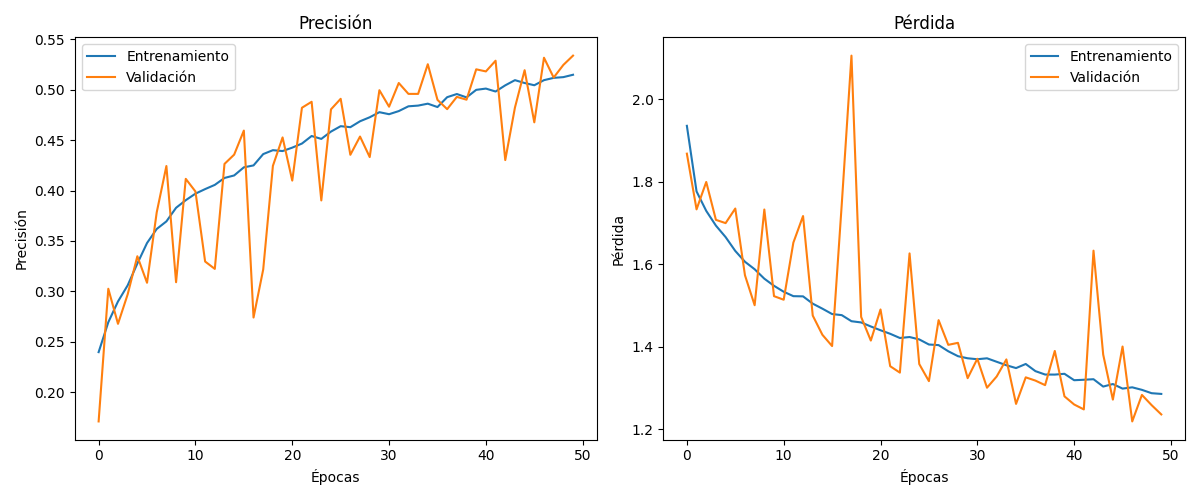 Precisión
0.55
0.50
0.45
0.40
0.35
0.30
0.25
0.20
Precisión
Entrenamiento
Validación
0 10 20 30 40 50
Épocas
Pérdida
2.0
1.8
1.6
1.4
1.2
Pérdida
Entrenamiento
Validación
0 10 20 30 40 50
Épocas